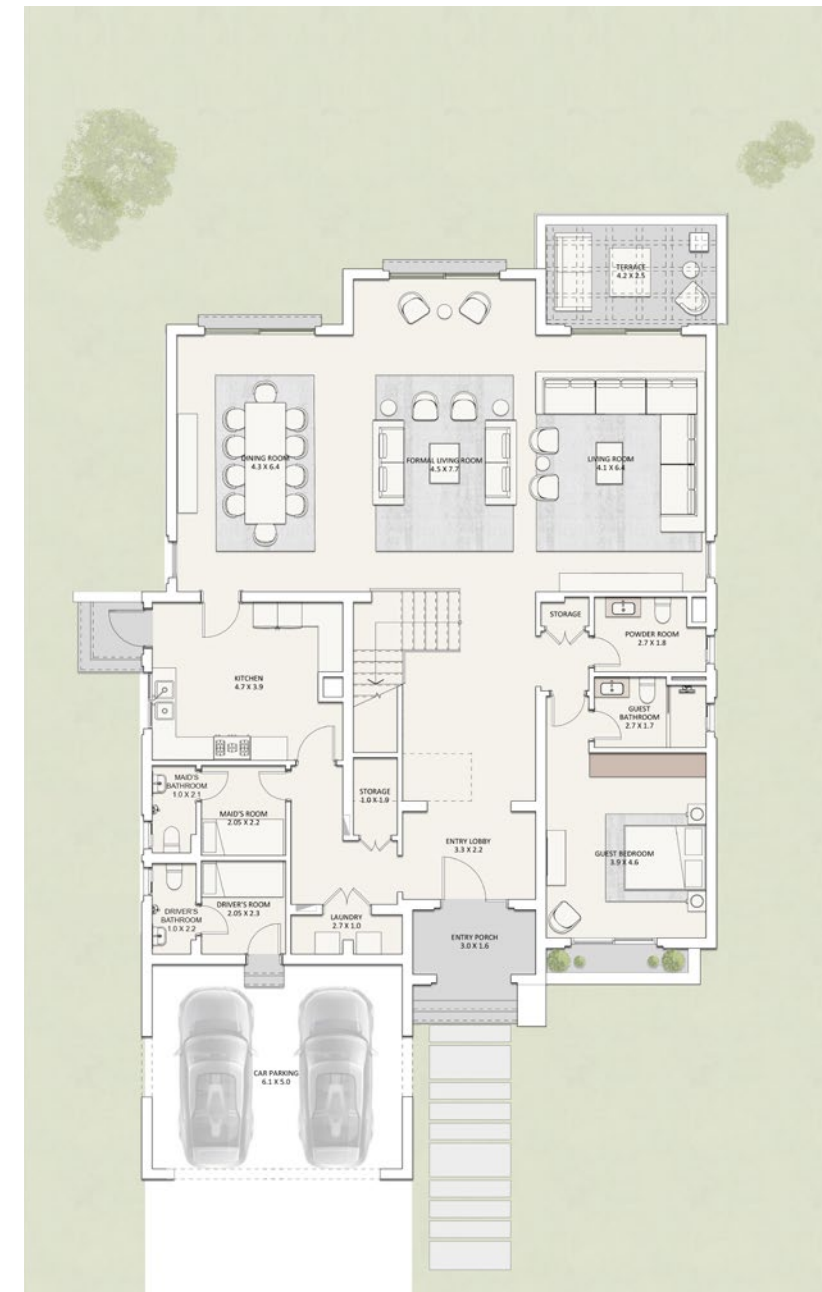 TERRACE
4.2 X 2.5
DINING ROOM
4.3 X 6.4
FORMAL LIVING ROOM
4.5 X 7.7
LIVING ROOM
4.1 X 6.4
STORAGE
POWDER ROOM
2.7 X 1.8
KITCHEN
4.7 X 3.9
GUEST
BATHROOM
2.7 X 1.7
MAID'S
BATHROOM
1.0 X 2.1
MAID'S ROOM
2.05 X 2.2
STORAGE
1.0 X 1.9
ENTRY LOBBY
3.3 X 2.2
GUEST BEDROOM
3.9 X 4.6
DRIVER'S ROOM
2.05 X 2.3
DRIVER'S
BATHROOM
1.0 X 2.2
LAUNDRY
2.7 X 1.0
ENTRY PORCH
3.0 X 1.6
CAR PARKING
6.1 X 5.0